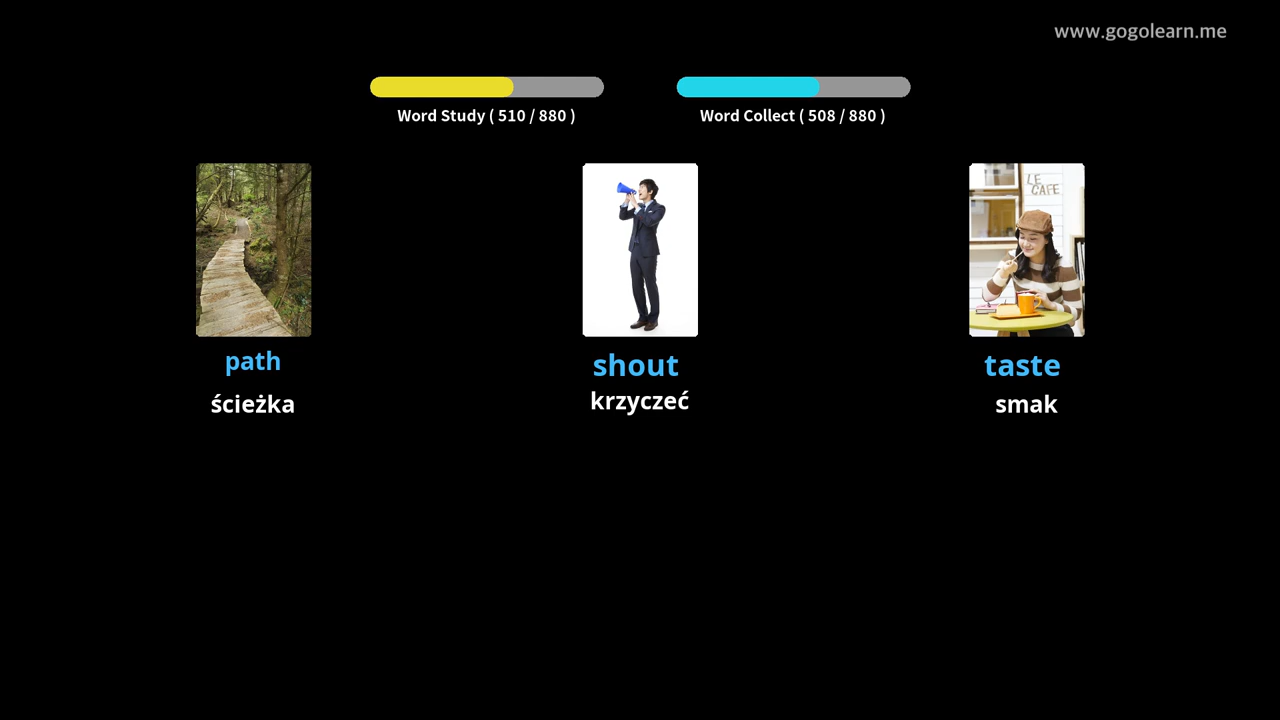 www.gogolearn.me
Word Study ( 510 / 880 )
Word Collect ( 508 / 880 )
LE
CAFE
path
shout
taste
ścieżka
krzyczeć
smak